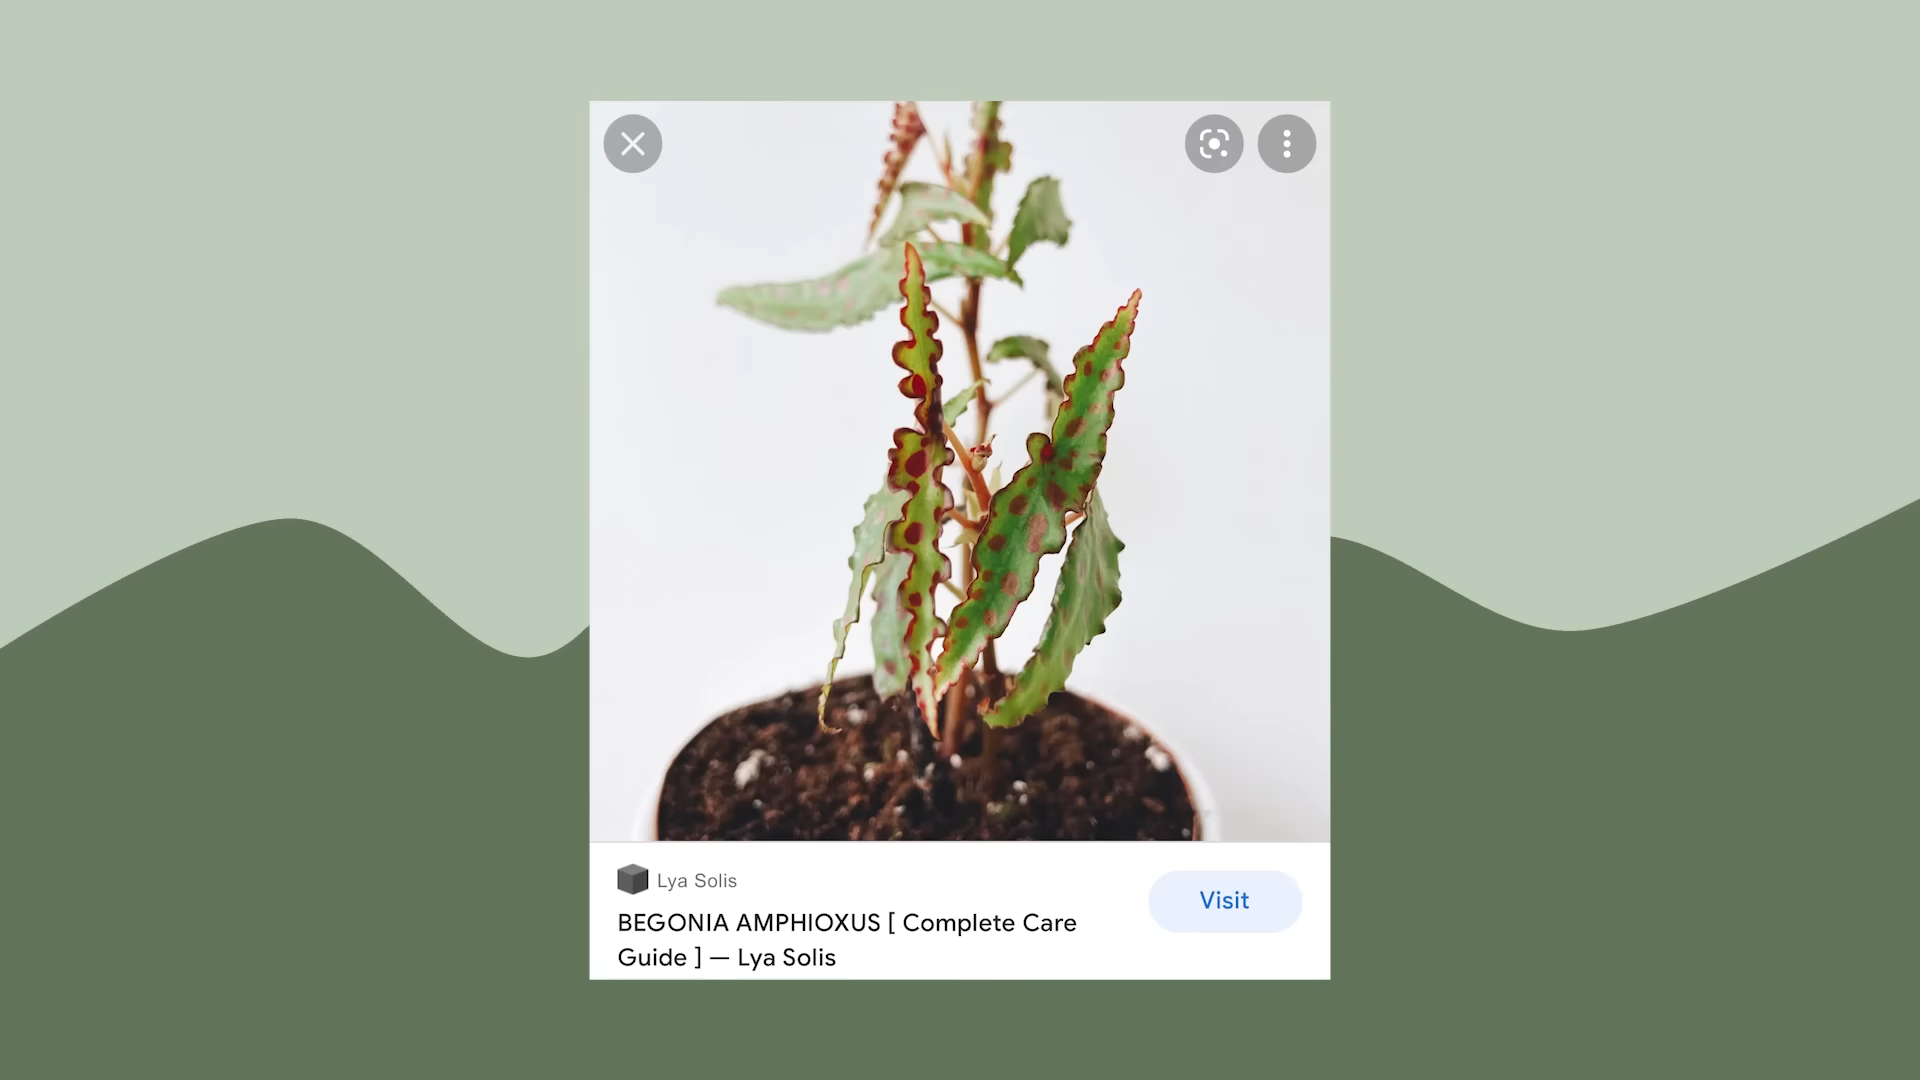 Lya Solis
BEGONIA AMPHIOXUS [ Complete Care
Guide ] — Lya Solis
Visit